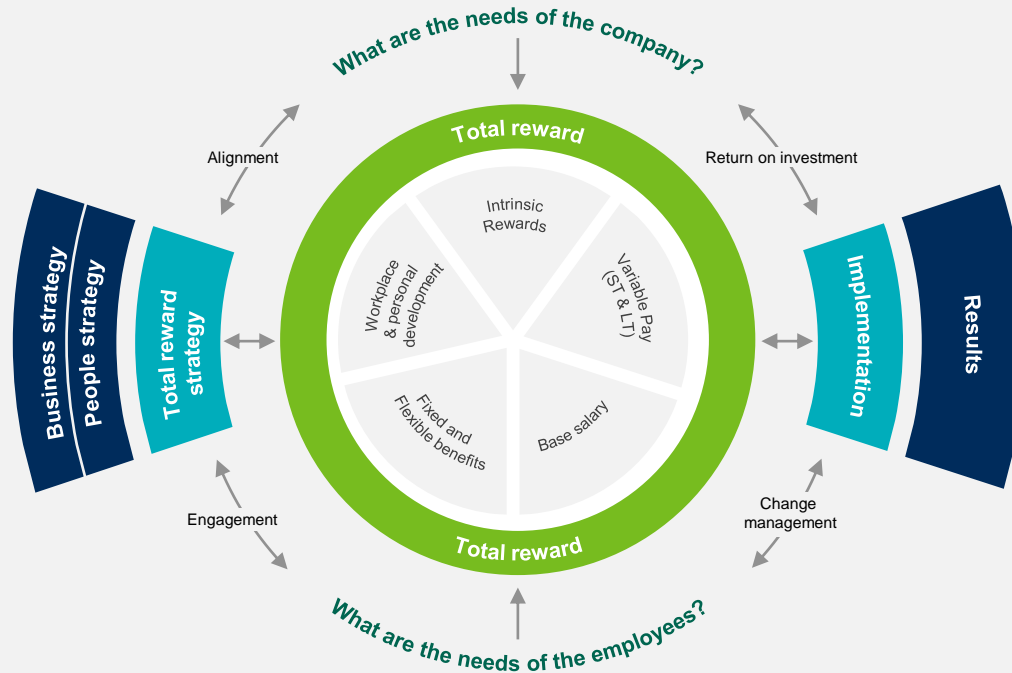 What are the needs of the company?
Total reward
Alignment
Return on investment
Intrinsic
Rewards
Workplace
& personal
development
Variable Pay
(ST & LT)
Business strategy
People strategy
Total reward
strategy
Implementation
Results
Fixed and
Flexible benefits
Base salary
Engagement
Change
management
Total reward
What are the needs of the employees?